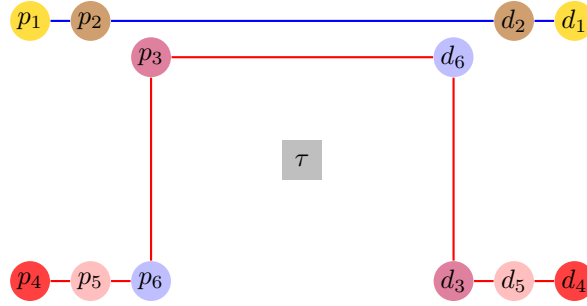 p₁ p₂ d₂ d₁
p₃ d₆
τ
p₄ p₅ p₆ d₃ d₅ d₄